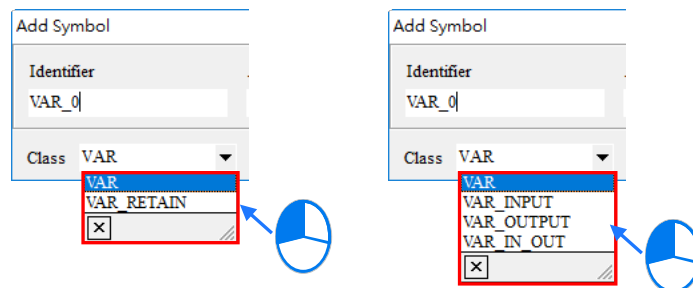 Add Symbol
Identifier
VAR_0
Class VAR
VAR
VAR_RETAIN
Add Symbol
Identifier
VAR_0
Class VAR
VAR
VAR_INPUT
VAR_OUTPUT
VAR_IN_OUT